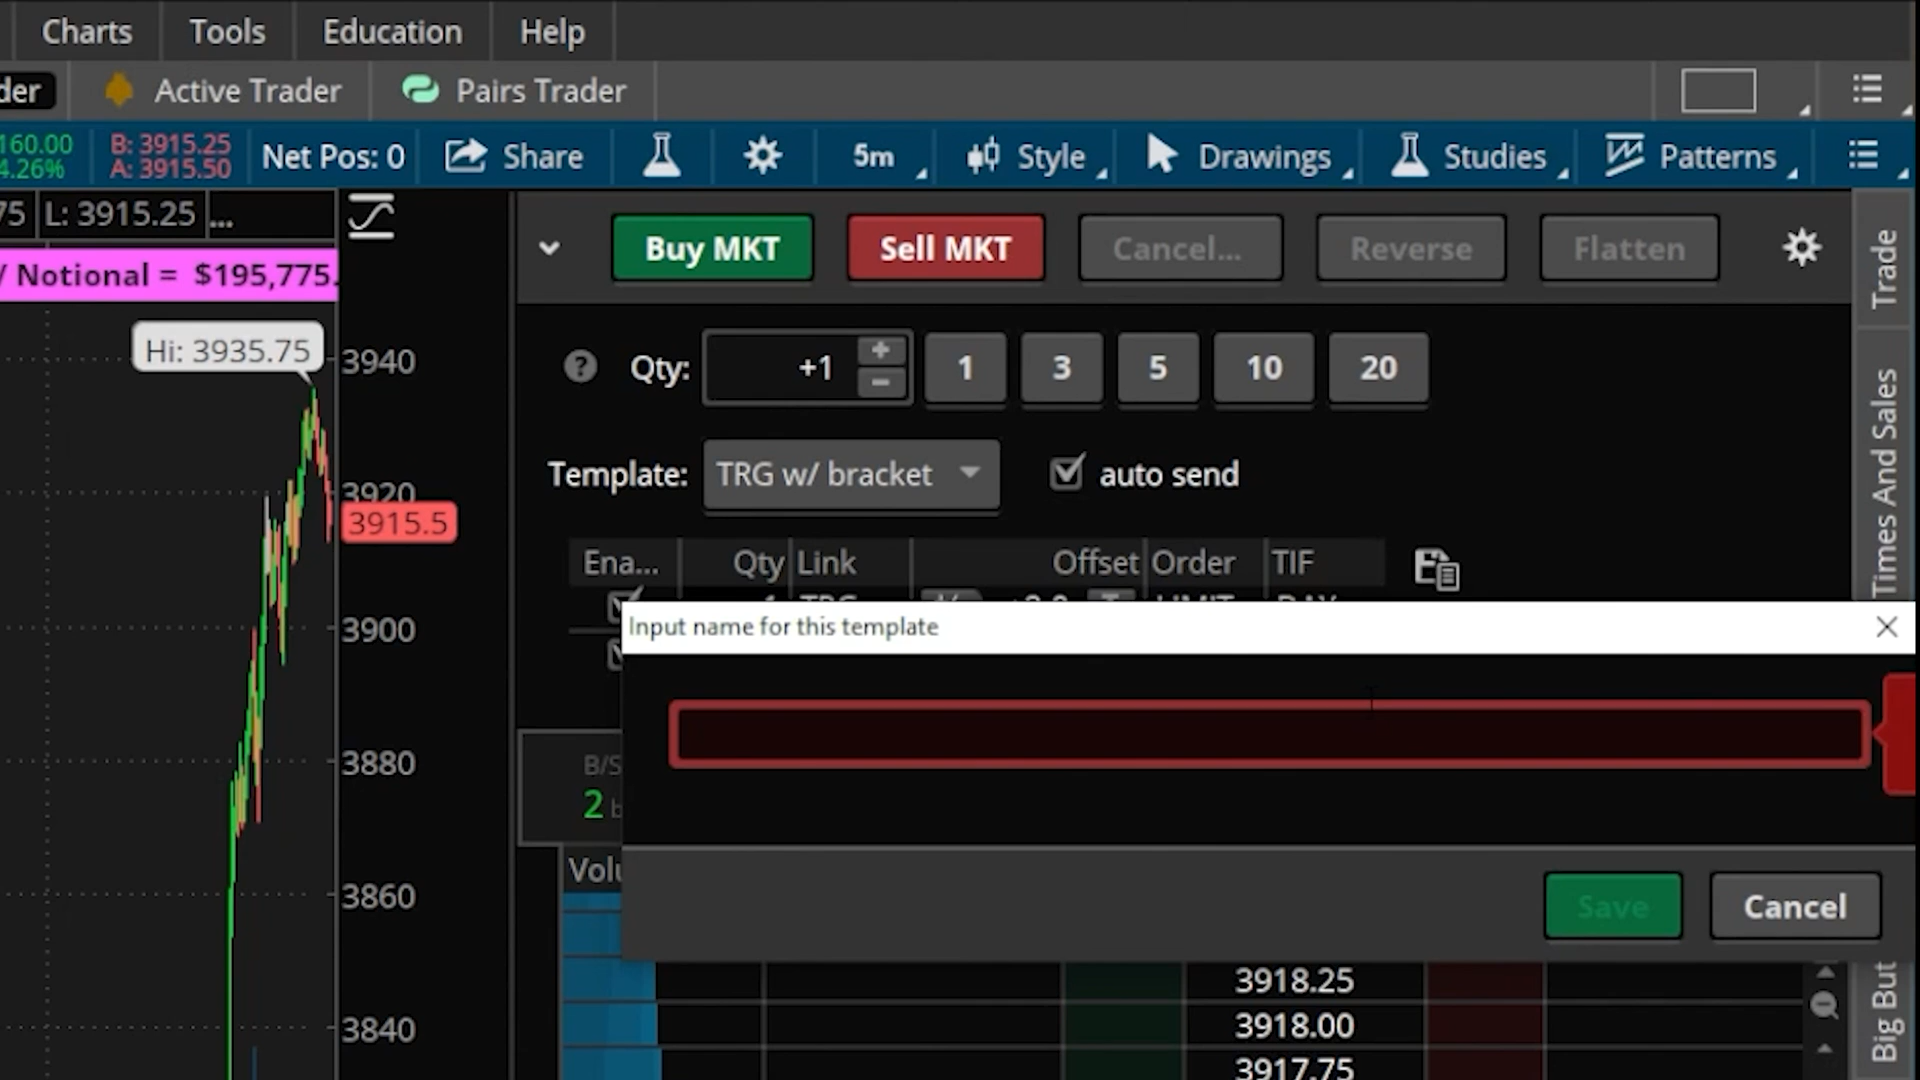 Charts Tools Education Help
der Active Trader Pairs Trader
160.00 B: 3915.25 Net Pos: 0 Share 5m Style Drawings Studies Patterns
4.26% A: 3915.50
75 L: 3915.25 ...
Buy MKT Sell MKT Cancel... Reverse Flatten
/ Notional = $195,775.
Trade
Hi: 3935.75
3940
Qty: +1 1 3 5 10 20
Times And Sales
Template: TRG w/ bracket auto send
3920
3915.5
Ena... Qty Link Offset Order TIF
Input name for this template
3900
3880
B/S
2
Volu
3860
Save Cancel
3918.25
3840
3918.00
3917.75
Big But